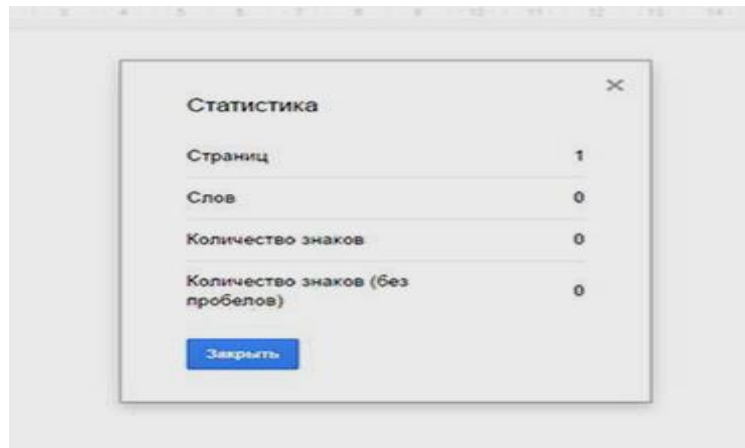 Статистика
Страниц 1
Слов 0
Количество знаков 0
Количество знаков (без
пробелов) 0
Закрыть